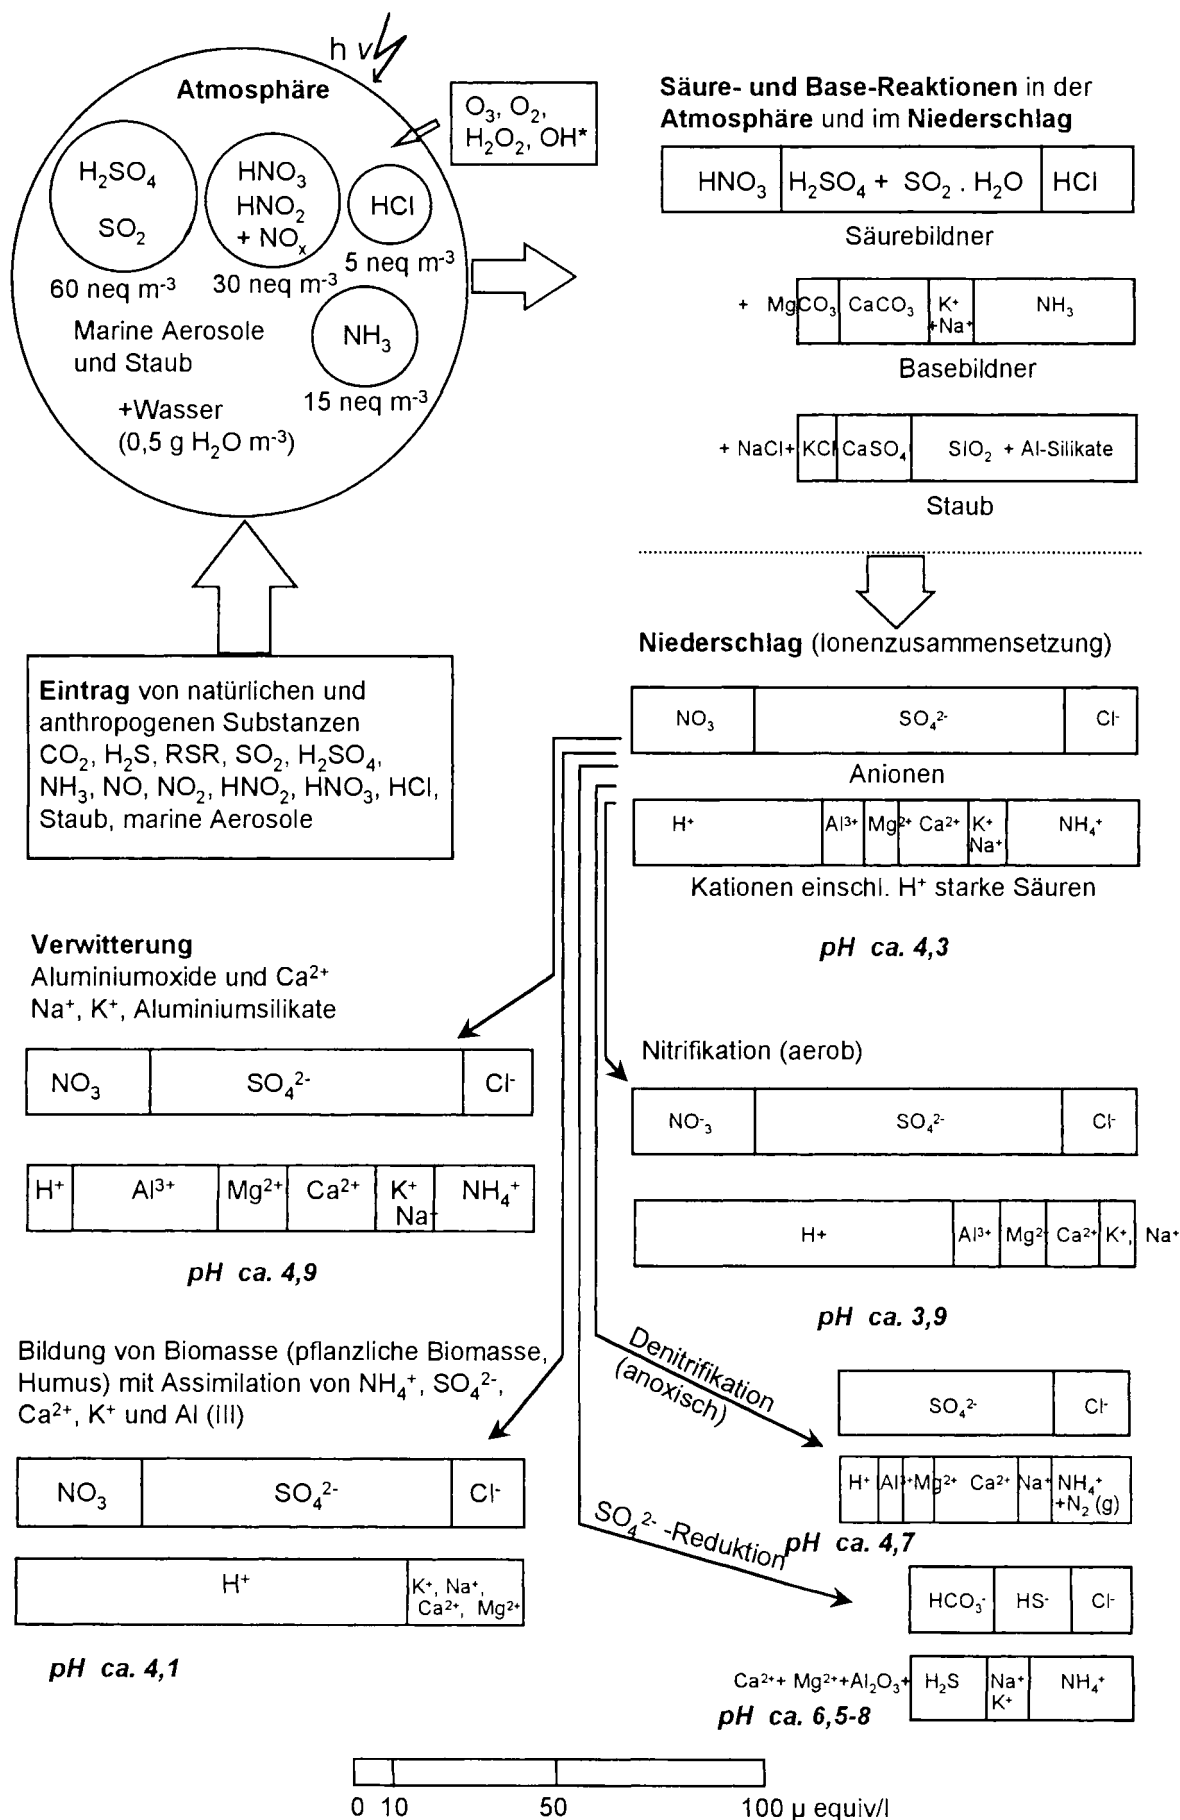 h ν
Atmosphäre
O₃, O₂,
H₂O₂, OH*
H₂SO₄
SO₂
60 neq m⁻³
HNO₃
HNO₂
+ NOₓ
30 neq m⁻³
HCl
5 neq m⁻³
Marine Aerosole
und Staub
NH₃
15 neq m⁻³
+Wasser
(0,5 g H₂O m⁻³)
Eintrag von natürlichen und
anthropogenen Substanzen
CO₂, H₂S, RSR, SO₂, H₂SO₄,
NH₃, NO, NO₂, HNO₂, HNO₃, HCl,
Staub, marine Aerosole
Säure- und Base-Reaktionen in der
Atmosphäre und im Niederschlag
HNO₃ H₂SO₄ + SO₂ . H₂O HCl
Säurebildner
+ MgCO₃ CaCO₃ K⁺ NH₃
+Na⁺
Basebildner
+ NaCl+ KCl CaSO₄ SiO₂ + Al-Silikate
Staub
Niederschlag (Ionenzusammensetzung)
NO₃ SO₄²⁻ Cl⁻
Anionen
H⁺ Al³⁺ Mg²⁺ Ca²⁺ K⁺ NH₄⁺
Na⁺
Kationen einschl. H⁺ starke Säuren
pH ca. 4,3
Verwitterung
Aluminiumoxide und Ca²⁺
Na⁺, K⁺, Aluminiumsilikate
NO₃ SO₄²⁻ Cl⁻
H⁺ Al³⁺ Mg²⁺ Ca²⁺ K⁺ NH₄⁺
Na⁺
pH ca. 4,9
Nitrifikation (aerob)
NO⁻₃ SO₄²⁻ Cl⁻
H+ Al³⁺ Mg²⁺ Ca²⁺ K⁺, Na⁺
pH ca. 3,9
Bildung von Biomasse (pflanzliche Biomasse,
Humus) mit Assimilation von NH₄⁺, SO₄²⁻,
Ca²⁺, K⁺ und Al (III)
NO₃ SO₄²⁻ Cl⁻
H⁺ K⁺, Na⁺,
Ca²⁺, Mg²⁺
pH ca. 4,1
Denitrifikation
(anoxisch)
SO₄²⁻ Cl⁻
H⁺ Al³⁺ Mg²⁺ Ca²⁺ Na⁺ NH₄⁺
+N₂ (g)
pH ca. 4,7
SO₄²⁻ -Reduktion
HCO₃⁻ HS⁻ Cl⁻
Ca²⁺+ Mg²⁺+Al₂O₃+ H₂S Na⁺ NH₄⁺
K⁺
pH ca. 6,5-8
0 10 50 100 µ equiv/l